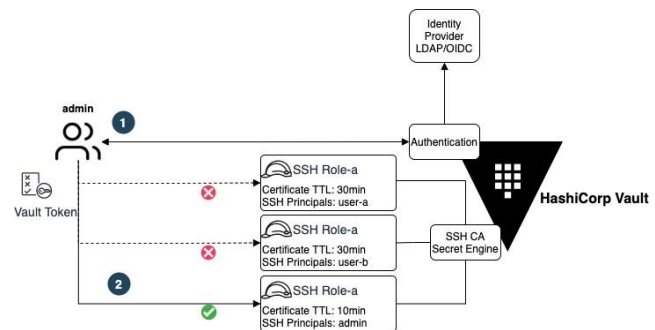 Identity
Provider
LDAP/OIDC
admin
1
Authentication
SSH Role-a
Certificate TTL: 30min
SSH Principals: user-a
Vault Token
HashiCorp Vault
SSH Role-a
Certificate TTL: 30min
SSH Principals: user-b
SSH CA
Secret Engine
2
SSH Role-a
Certificate TTL: 10min
SSH Principals: admin